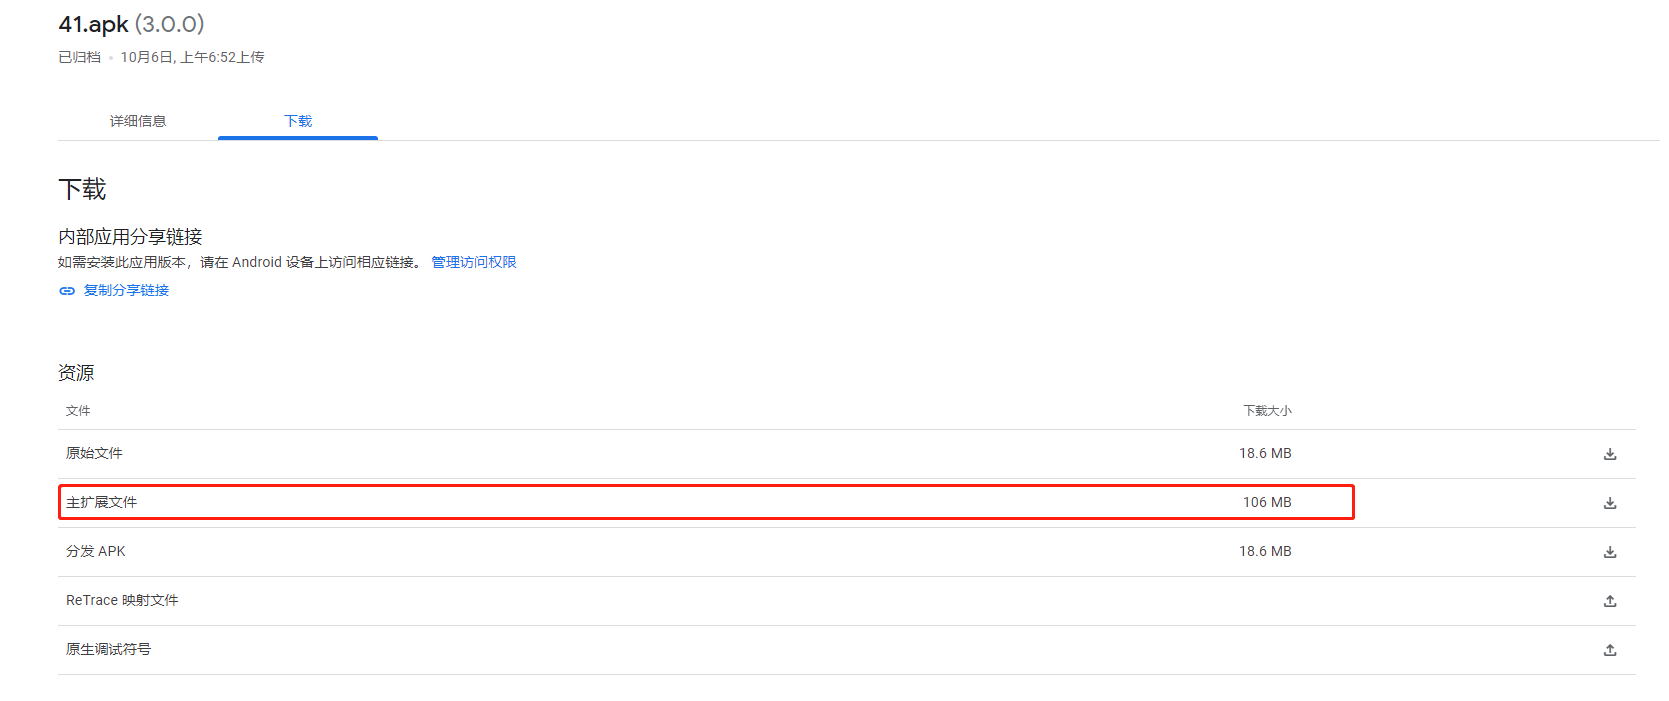 41.apk (3.0.0)
已归档 • 10月6日, 上午6:52上传
详细信息 下载
下载
内部应用分享链接
如需安装此应用版本，请在 Android 设备上访问相应链接。 管理访问权限
复制分享链接
资源
文件 下载大小
原始文件 18.6 MB
主扩展文件 106 MB
分发 APK 18.6 MB
ReTrace 映射文件
原生调试符号